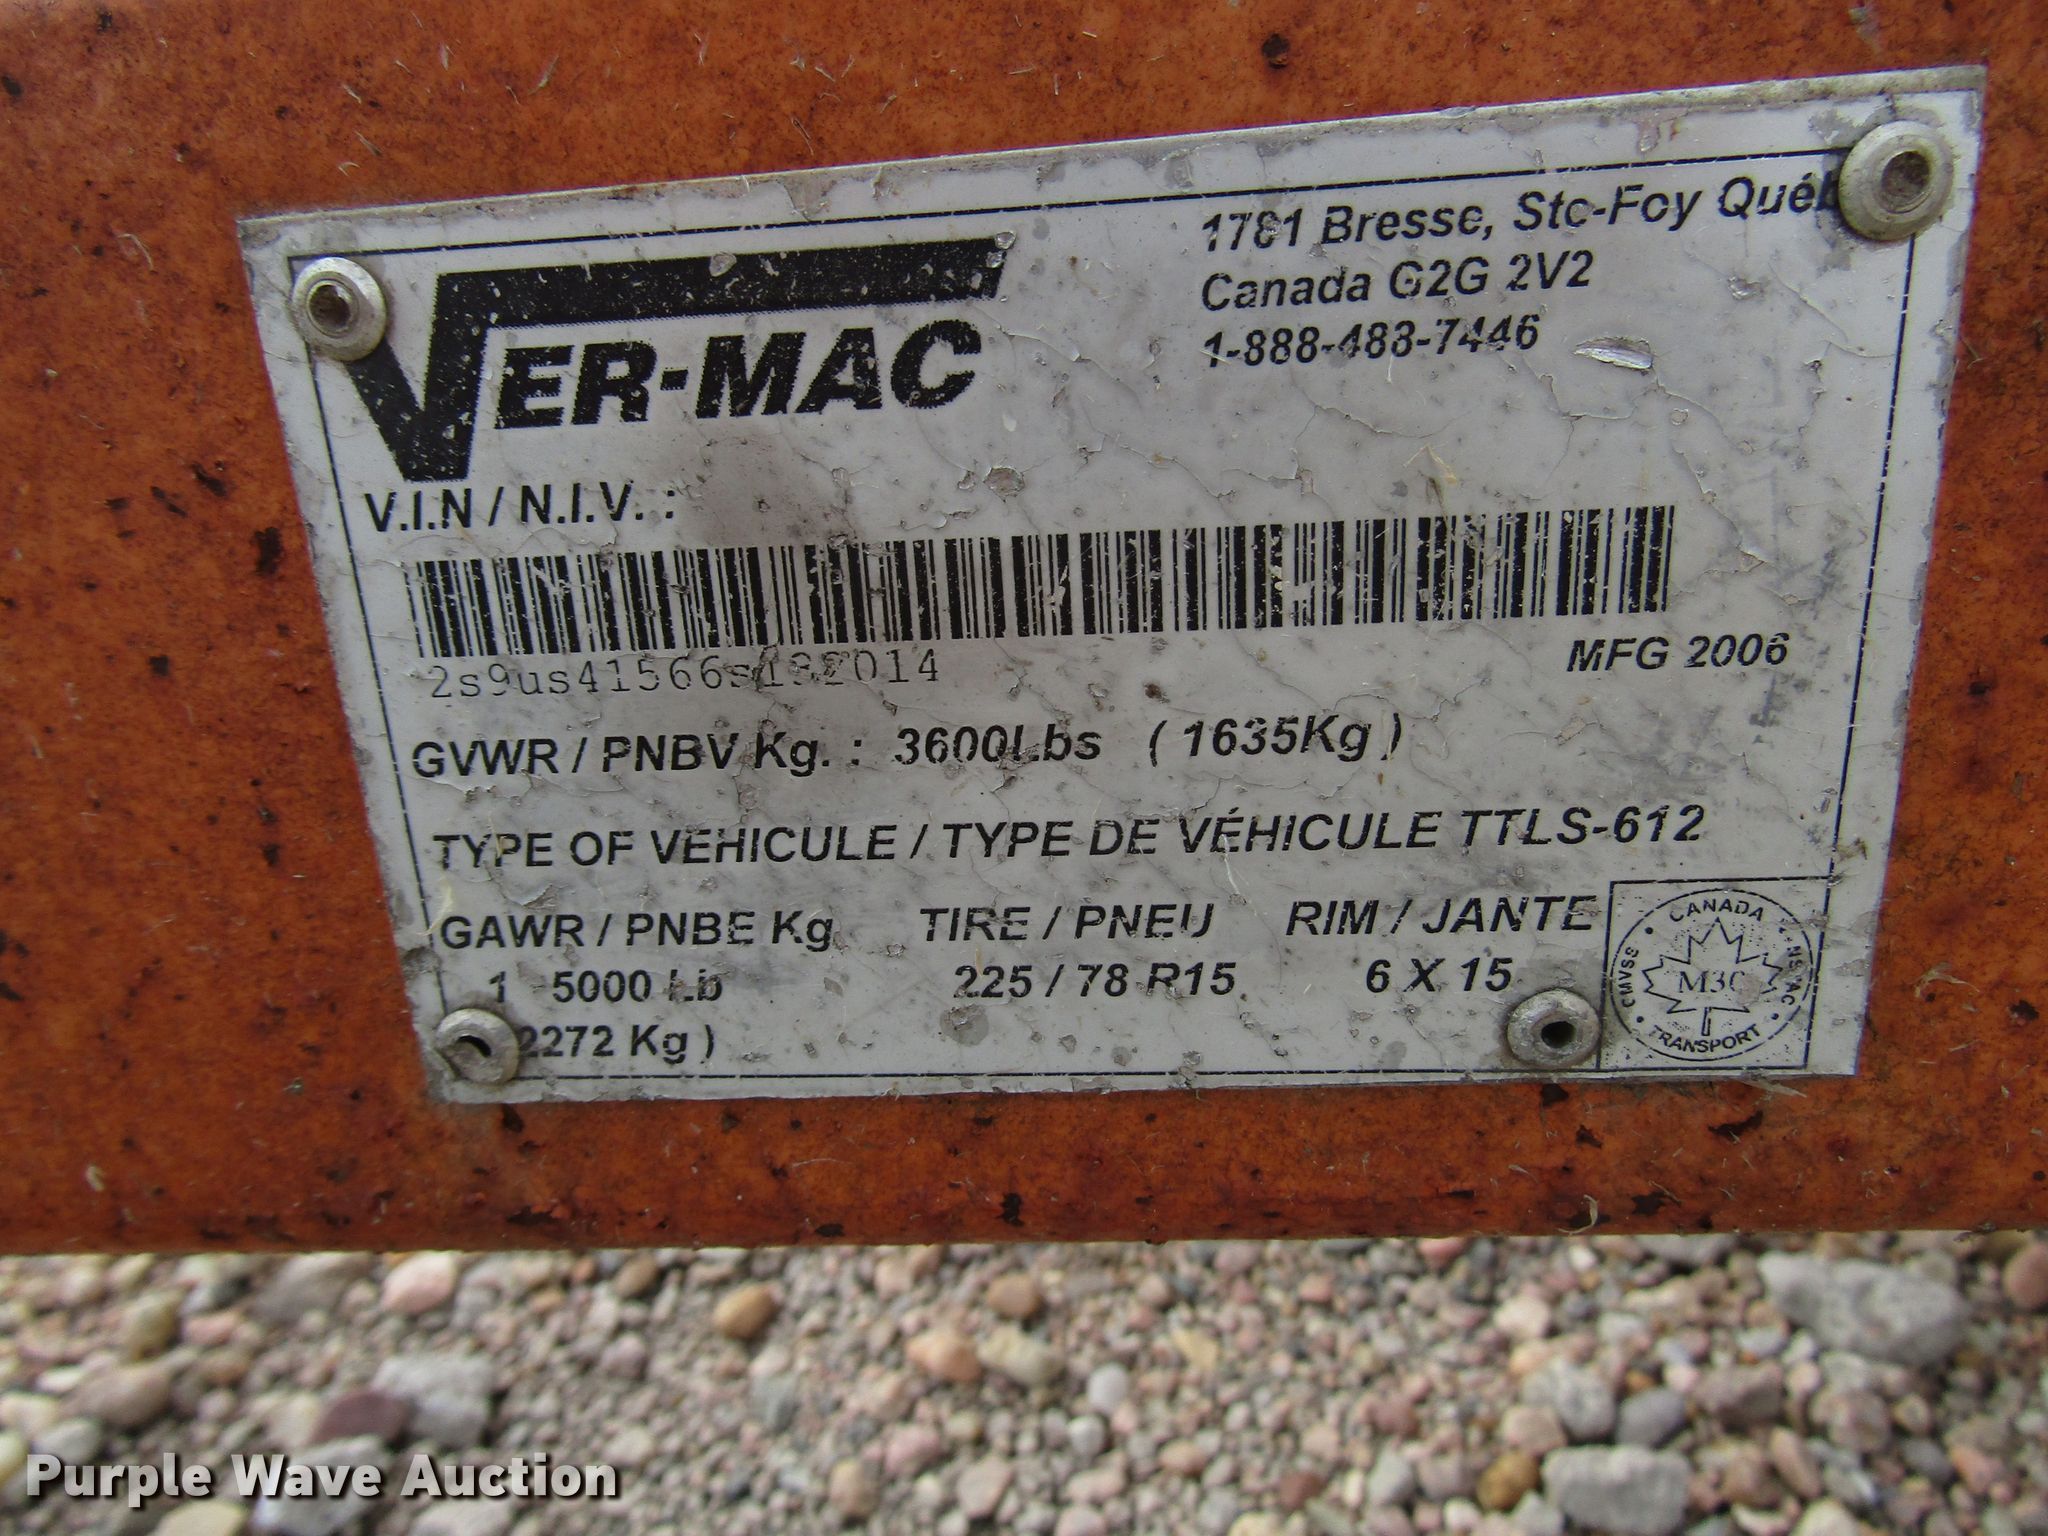 VER-MAC
1781 Bresse, Ste-Foy Québ
Canada G2G 2V2
1-888-483-7446
V.I.N / N.I.V. :
MFG 2006
GVWR / PNBV Kg. : 3600Lbs ( 1635Kg )
TYPE OF VEHICULE / TYPE DE VÉHICULE TTLS-612
GAWR / PNBE Kg TIRE / PNEU RIM / JANTE
1 5000 Lb 225 / 78 R15 6 X 15
2272 Kg )
CANADA
CMVSS
TRANSPORT
Purple Wave Auction